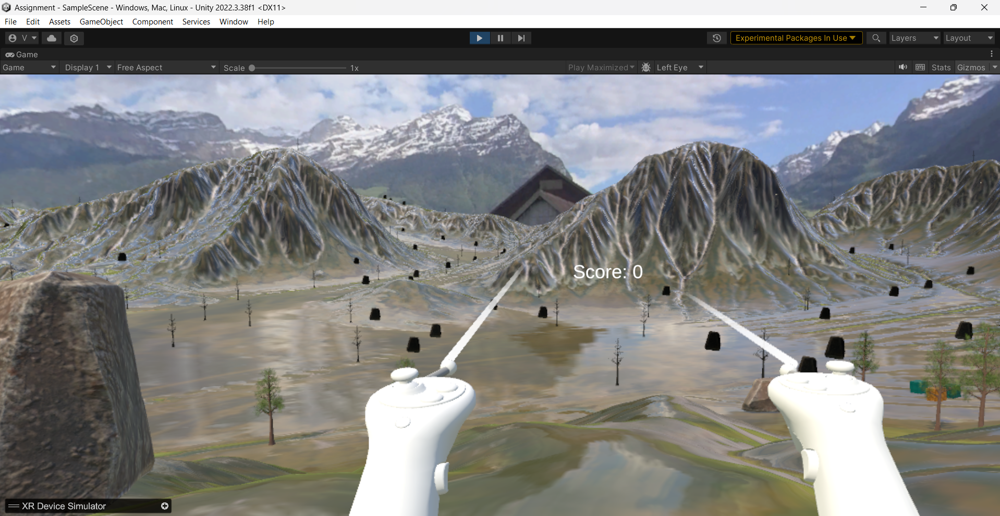 Assignment - SampleScene - Windows, Mac, Linux - Unity 2022.3.38f1 <DX11>
File Edit Assets GameObject Component Services Window Help
V Experimental Packages In Use Layers Layout
Game
Game Display 1 Free Aspect Scale 1x Play Maximized Left Eye Stats Gizmos
Score: 0
XR Device Simulator